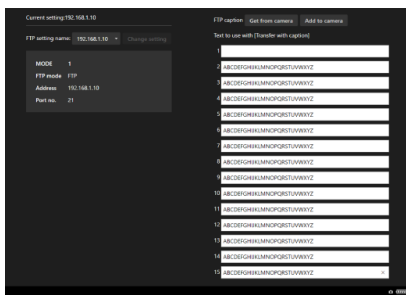 Current setting:192.168.1.10
FTP setting name: 192.168.1.10 Change setting
MODE 1
FTP mode FTP
Address 192.168.1.10
Port no. 21
FTP caption Get from camera Add to camera
Text to use with [Transfer with caption]
1
2 ABCDEFGHIJKLMNOPQRSTUVWXYZ
3 ABCDEFGHIJKLMNOPQRSTUVWXYZ
4 ABCDEFGHIJKLMNOPQRSTUVWXYZ
5 ABCDEFGHIJKLMNOPQRSTUVWXYZ
6 ABCDEFGHIJKLMNOPQRSTUVWXYZ
7 ABCDEFGHIJKLMNOPQRSTUVWXYZ
8 ABCDEFGHIJKLMNOPQRSTUVWXYZ
9 ABCDEFGHIJKLMNOPQRSTUVWXYZ
10 ABCDEFGHIJKLMNOPQRSTUVWXYZ
11 ABCDEFGHIJKLMNOPQRSTUVWXYZ
12 ABCDEFGHIJKLMNOPQRSTUVWXYZ
13 ABCDEFGHIJKLMNOPQRSTUVWXYZ
14 ABCDEFGHIJKLMNOPQRSTUVWXYZ
15 ABCDEFGHIJKLMNOPQRSTUVWXYZ ×